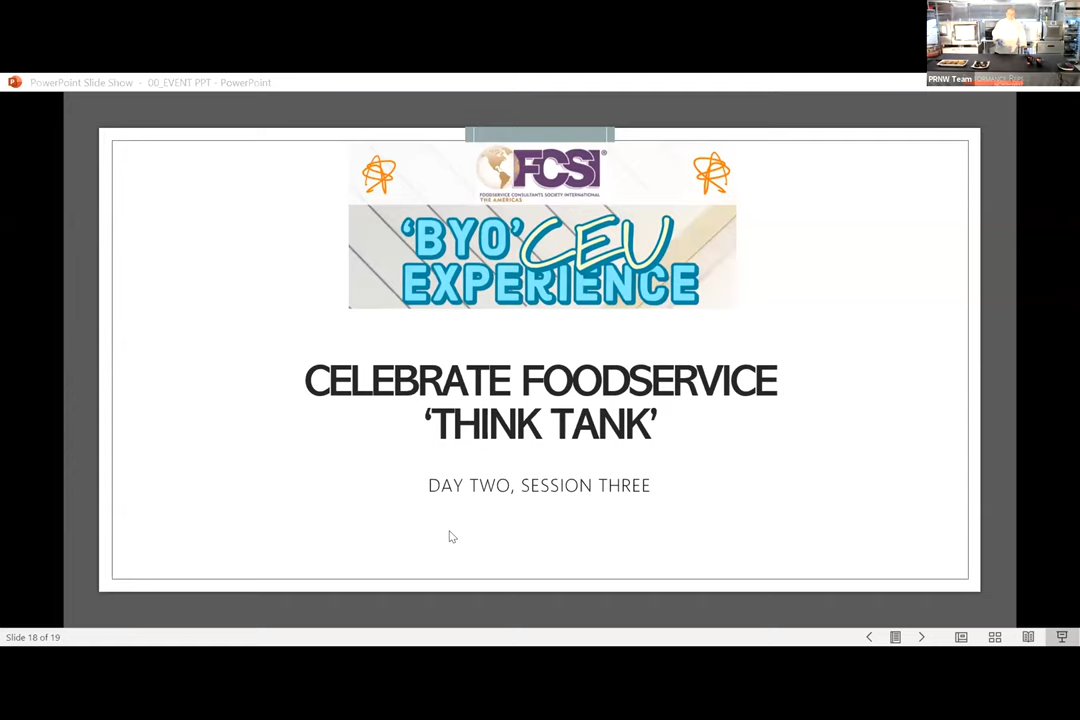 PRNW Team
PowerPoint Slide Show - 00_EVENT PPT - PowerPoint
FCSI®
FOODSERVICE CONSULTANTS SOCIETY INTERNATIONAL
THE AMERICAS
‘BYO’ CEU
EXPERIENCE
CELEBRATE FOODSERVICE
‘THINK TANK’
DAY TWO, SESSION THREE
Slide 18 of 19